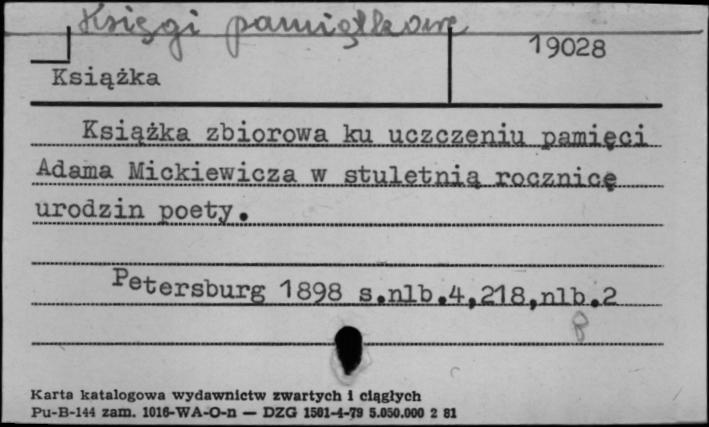 Księgi pamiątkowe
19028
Książka
Książka zbiorowa ku uczczeniu pamięci
Adama Mickiewicza w stuletnią rocznicę
urodzin poety.
Petersburg 1898 s.nlb.4,218,nlb.2
Karta katalogowa wydawnictw zwartych i ciągłych
Pu-B-144 zam. 1016-WA-O-n — DZG 1501-4-79 5.050.000 2 81